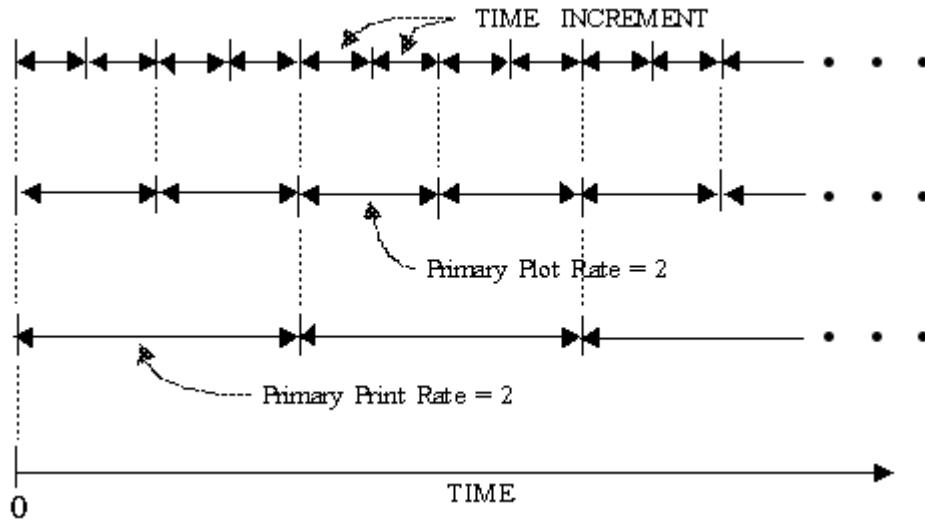 TIME INCREMENT
Primary Plot Rate = 2
Primary Print Rate = 2
TIME
0